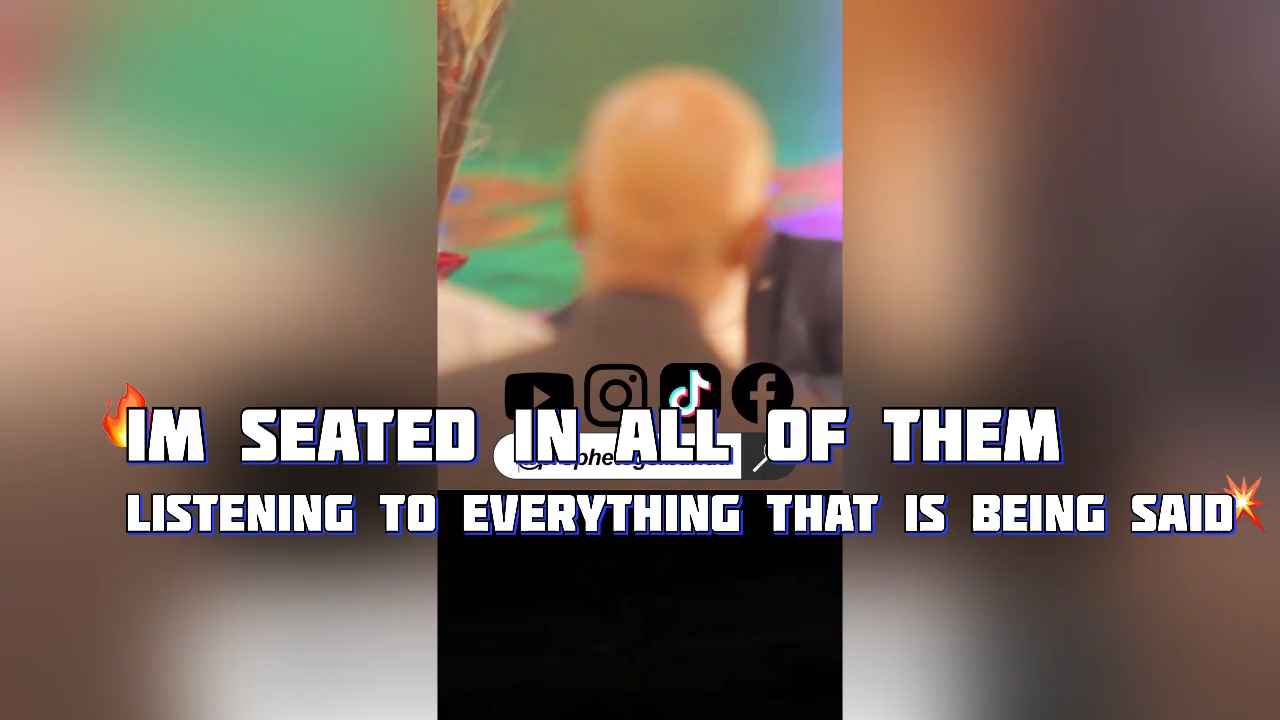 IM SEATED IN ALL OF THEM
LISTENING TO EVERYTHING THAT IS BEING SAID